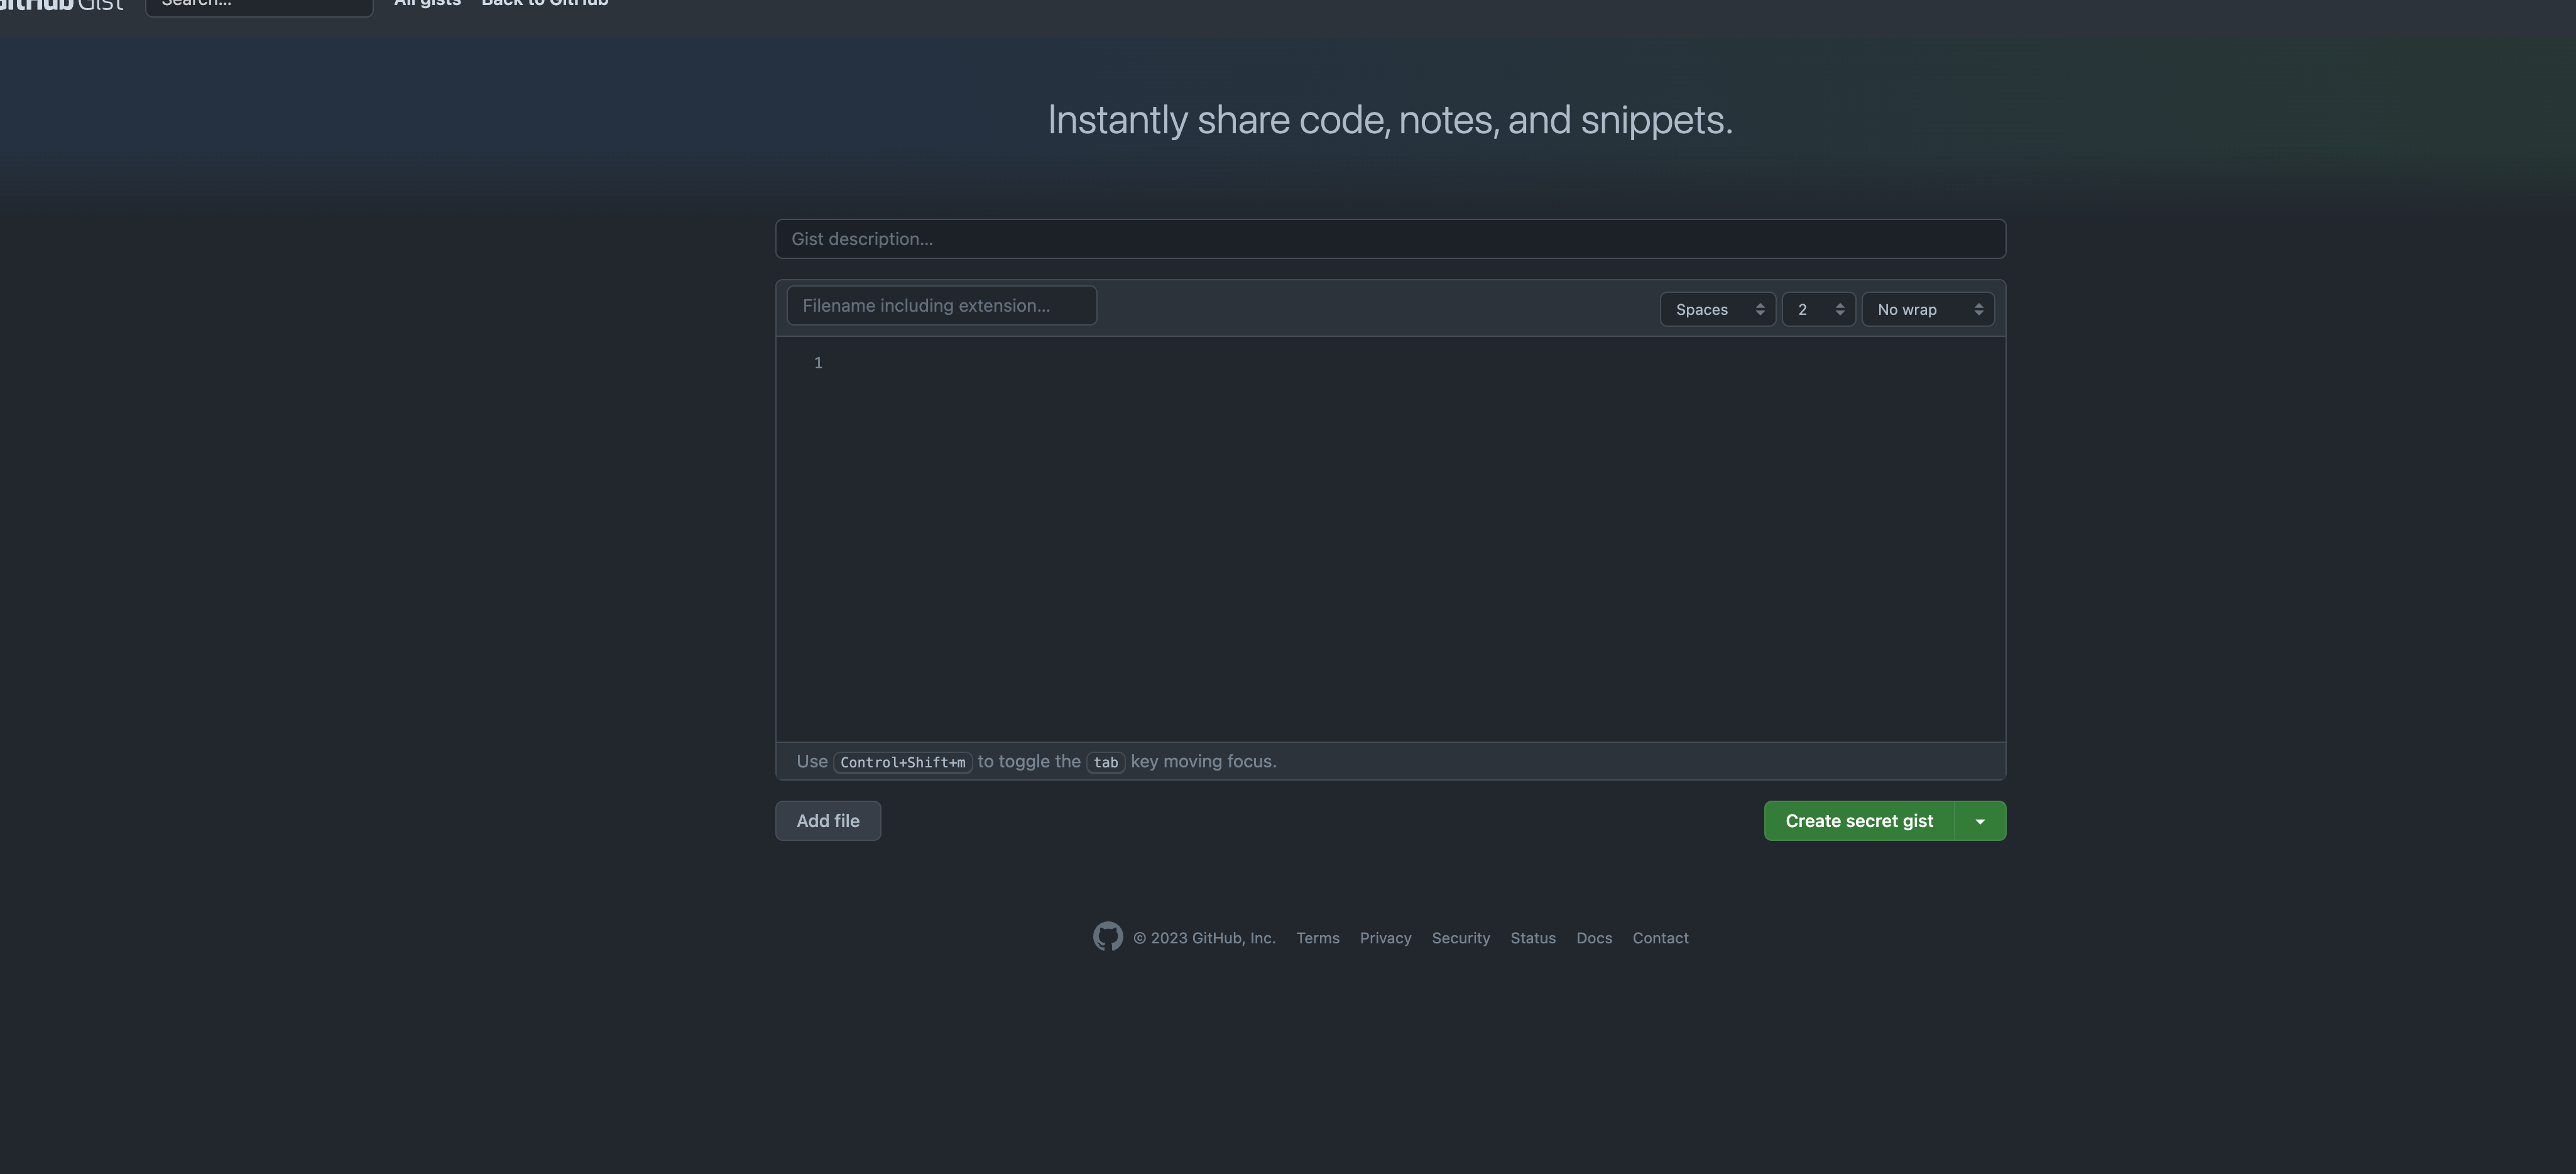 GitHub Gist Search... All gists Back to GitHub
Instantly share code, notes, and snippets.
Gist description...
Filename including extension... Spaces 2 No wrap
1
Use Control+Shift+m to toggle the tab key moving focus.
Add file Create secret gist
© 2023 GitHub, Inc. Terms Privacy Security Status Docs Contact